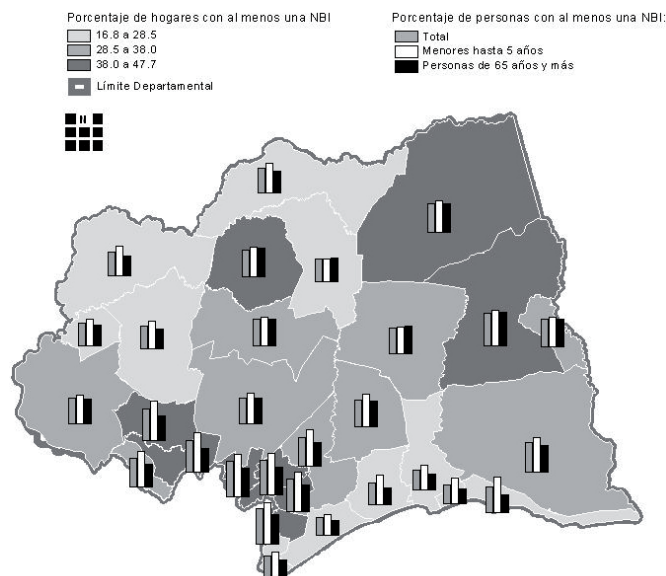 Porcentaje de hogares con al menos una NBI
16.8 a 28.5
28.5 a 38.0
38.0 a 47.7
Límite Departamental
Porcentaje de personas con al menos una NBI:
Total
Menores hasta 5 años
Personas de 65 años y más